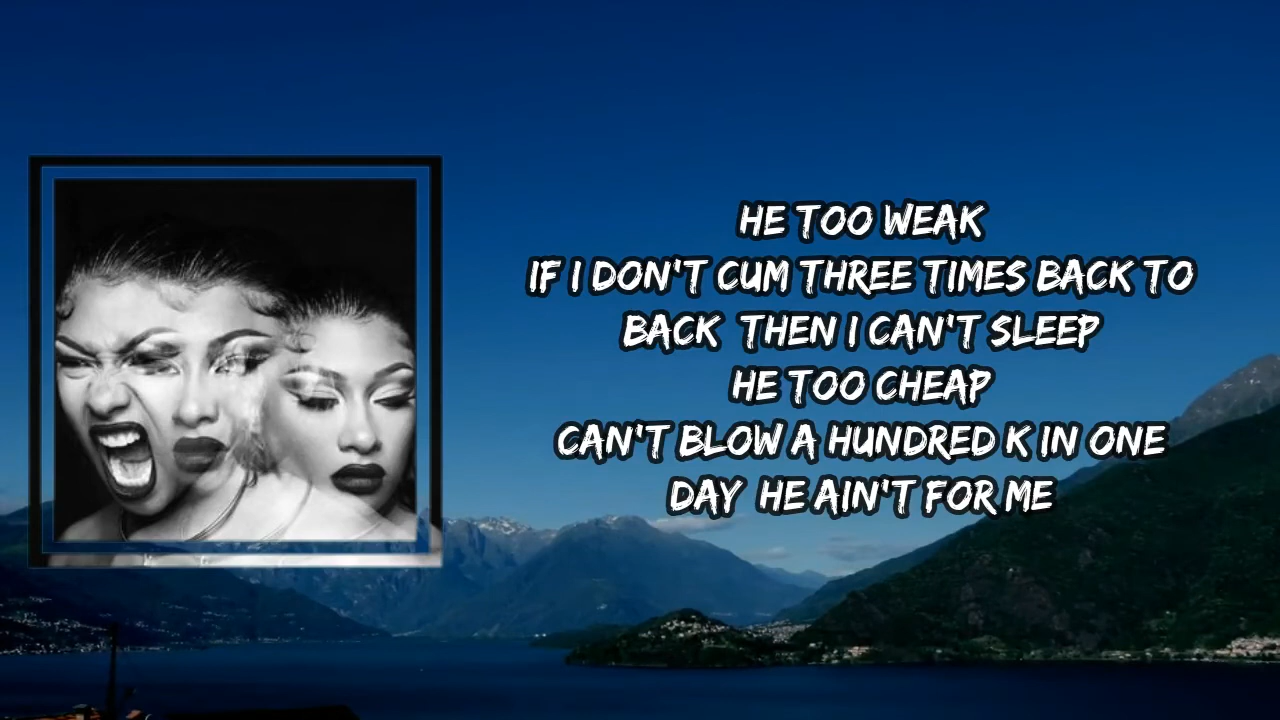 HE TOO WEAK
IF I DON'T CUM THREE TIMES BACK TO
BACK  THEN I CAN'T SLEEP
HE TOO CHEAP
CAN'T BLOW A HUNDRED K IN ONE
DAY  HE AIN'T FOR ME